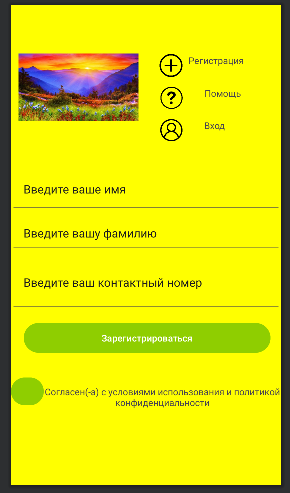 Регистрация
Помощь
Вход
Введите ваше имя
Введите вашу фамилию
Введите ваш контактный номер
Зарегистрироваться
Согласен(-а) с условиями использования и политикой
конфиденциальности